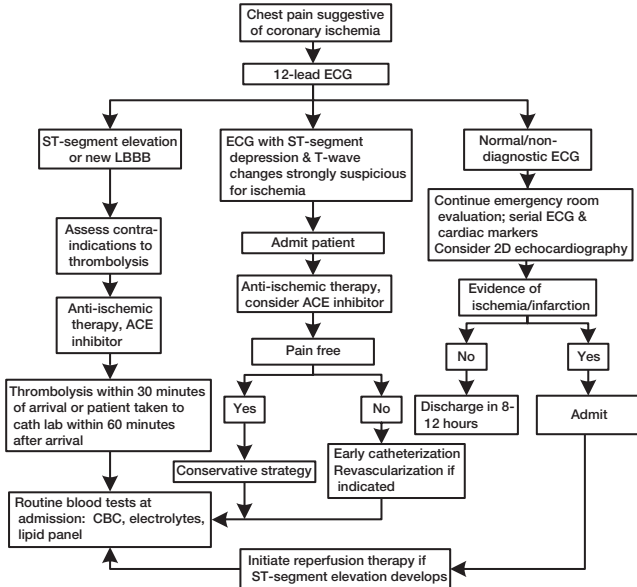 Chest pain suggestive
of coronary ischemia
12-lead ECG
ST-segment elevation
or new LBBB
ECG with ST-segment
depression & T-wave
changes strongly suspicious
for ischemia
Normal/non-
diagnostic ECG
Assess contra-
indications to
thrombolysis
Admit patient
Continue emergency room
evaluation; serial ECG &
cardiac markers
Consider 2D echocardiography
Anti-ischemic
therapy, ACE
inhibitor
Anti-ischemic therapy,
consider ACE inhibitor
Evidence of
ischemia/infarction
Pain free
No
Yes
Thrombolysis within 30 minutes
of arrival or patient taken to
cath lab within 60 minutes
after arrival
Yes
No
Discharge in 8-
12 hours
Admit
Conservative strategy
Early catheterization
Revascularization if
indicated
Routine blood tests at
admission: CBC, electrolytes,
lipid panel
Initiate reperfusion therapy if
ST-segment elevation develops